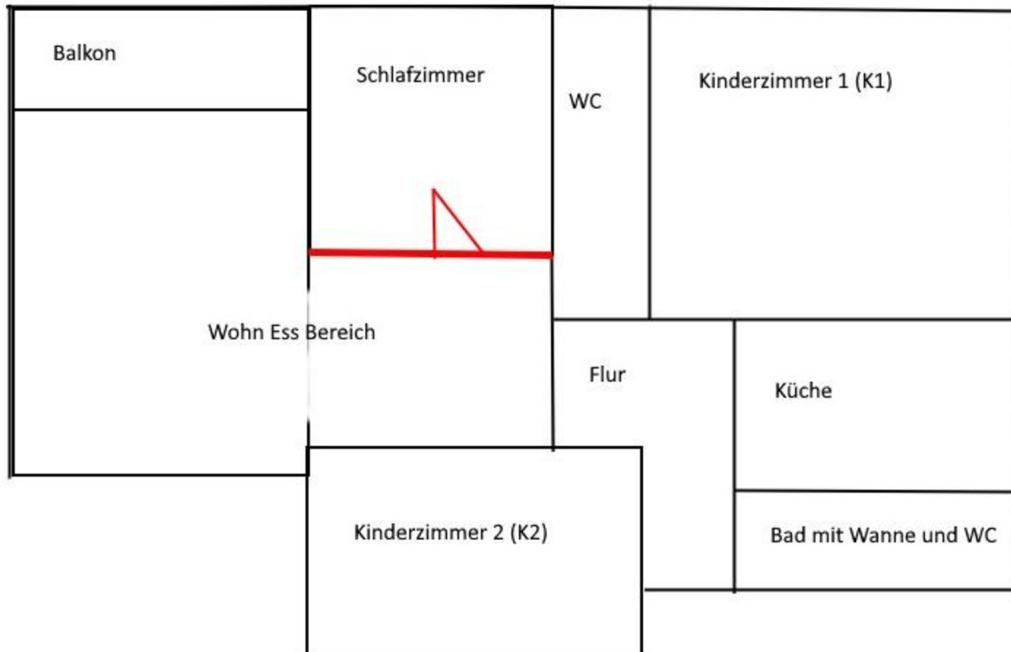 Balkon
Schlafzimmer
WC
Kinderzimmer 1 (K1)
Wohn Ess Bereich
Flur
Küche
Kinderzimmer 2 (K2)
Bad mit Wanne und WC